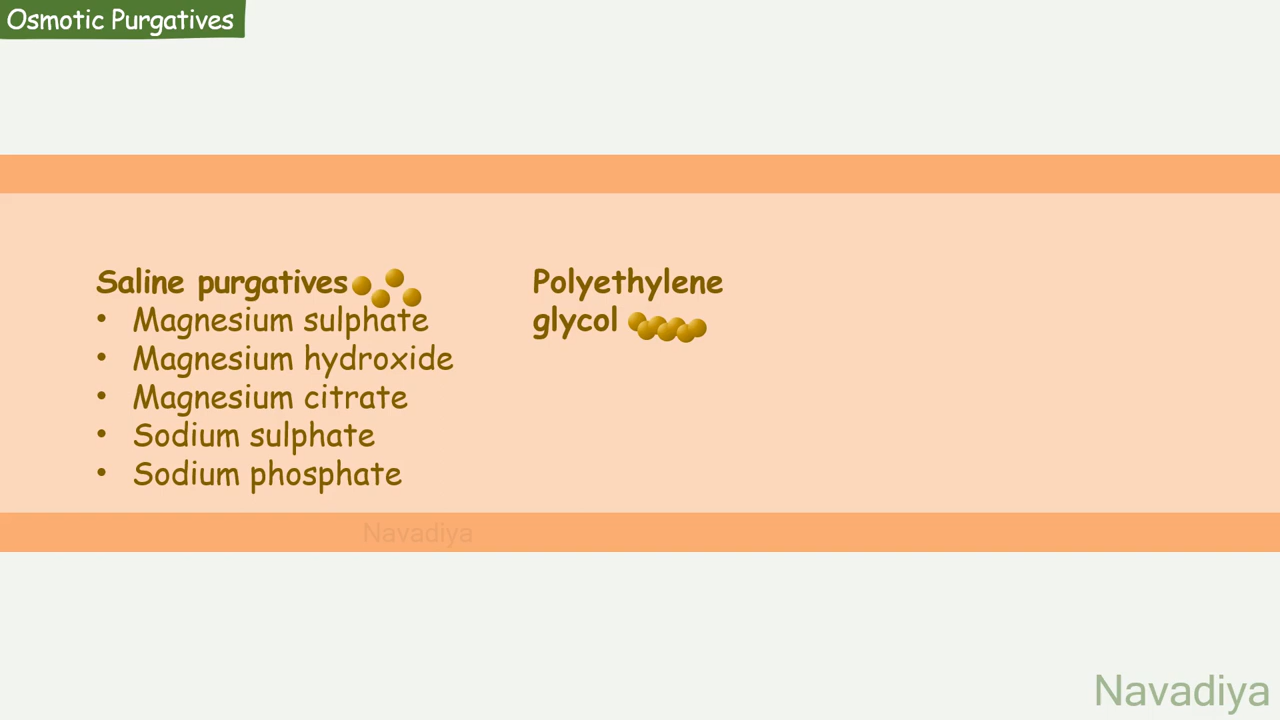 Osmotic Purgatives
Saline purgatives
• Magnesium sulphate
• Magnesium hydroxide
• Magnesium citrate
• Sodium sulphate
• Sodium phosphate
Polyethylene
glycol
Navadiya
Navadiya